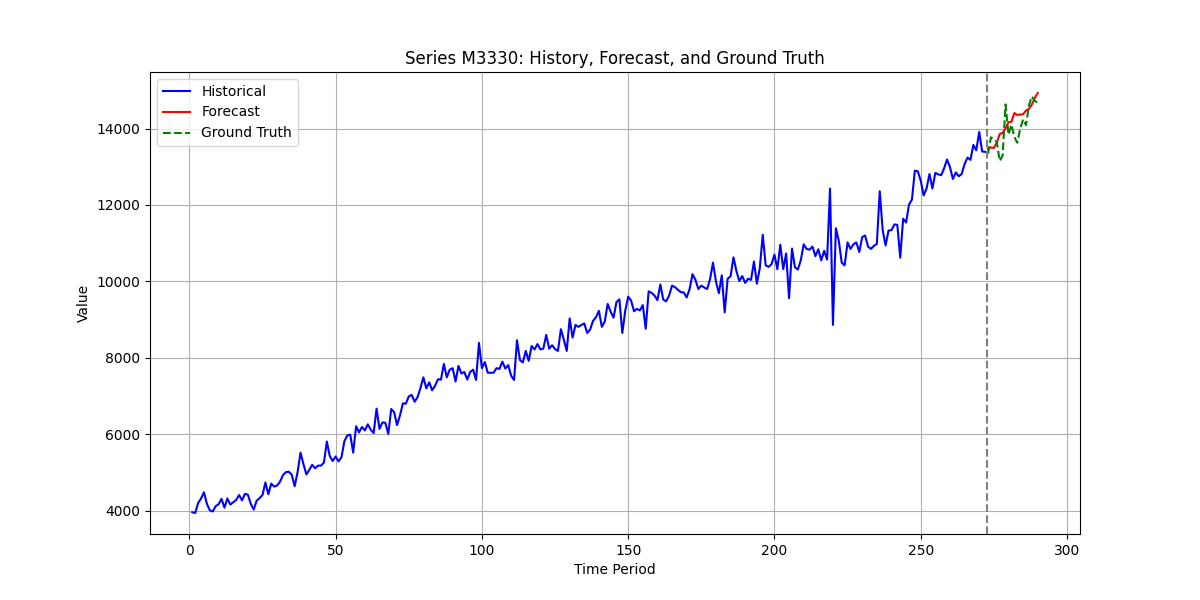 Series M3330: History, Forecast, and Ground Truth
Historical
Forecast
Ground Truth
Value
14000
12000
10000
8000
6000
4000
0 50 100 150 200 250 300
Time Period